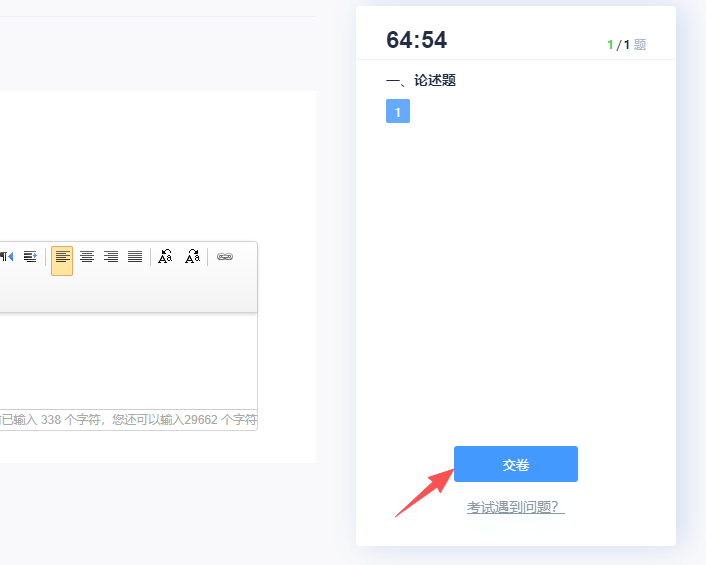 64:54
1/1 题
一、论述题
1
已输入 338 个字符，您还可以输入29662 个字符
交卷
考试遇到问题？